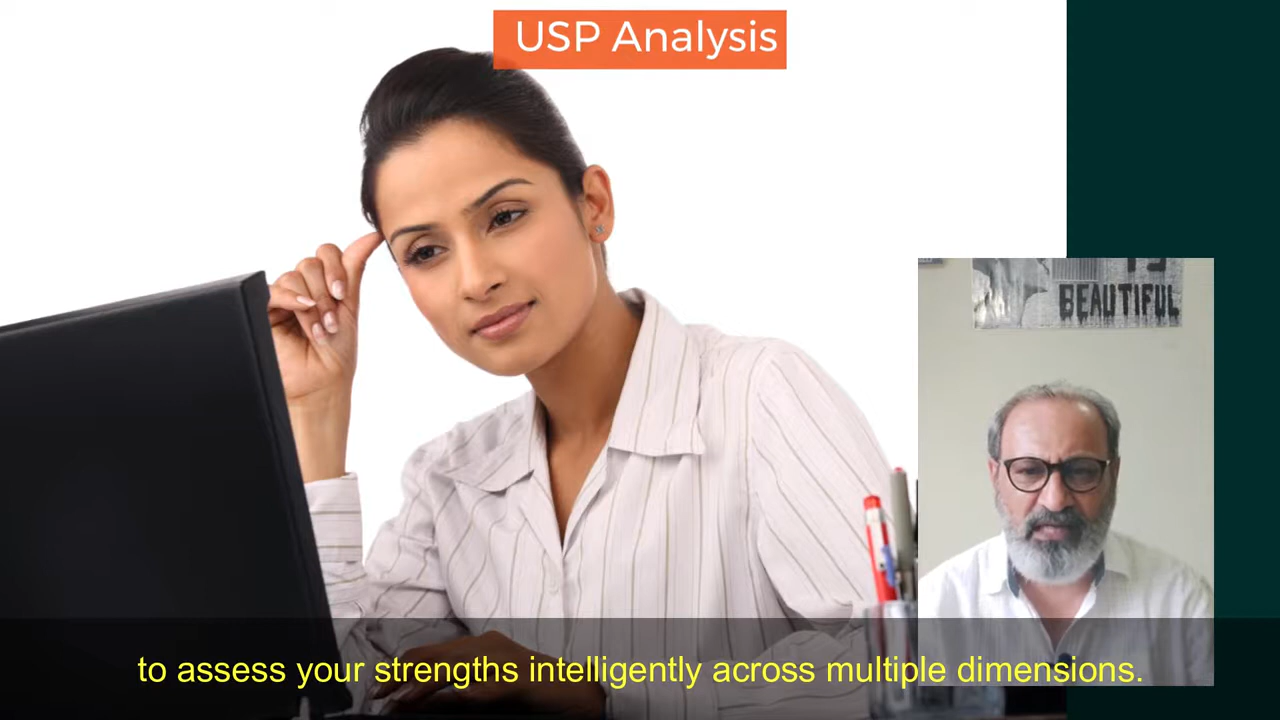 USP Analysis
BEAUTIFUL
to assess your strengths intelligently across multiple dimensions.